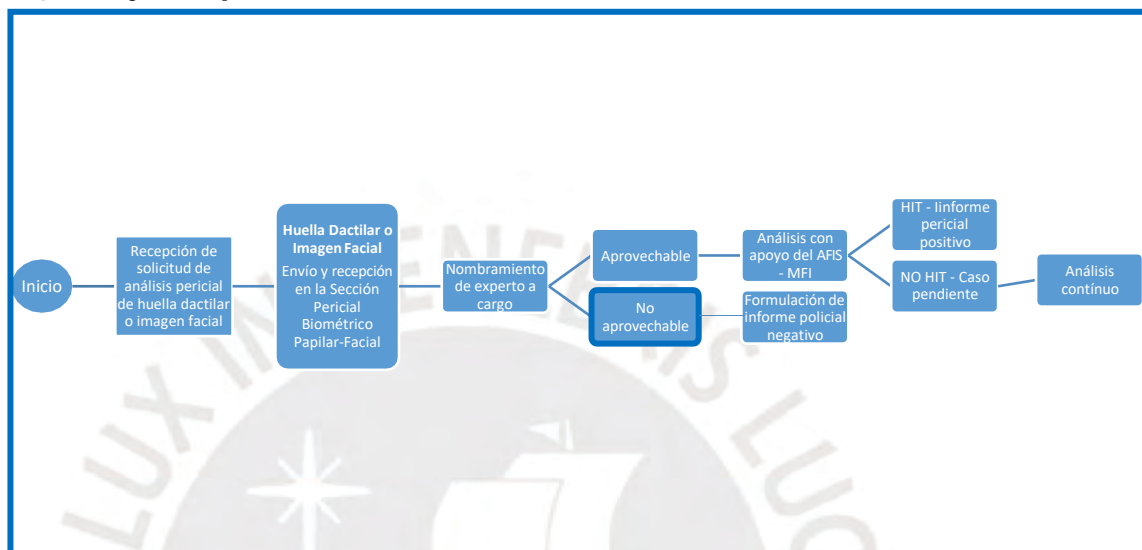 Inicio
Recepción de
solicitud de
análisis pericial
de huella dactilar
o imagen facial
Huella Dactilar o
Imagen Facial
Envío y recepción
en la Sección
Pericial
Biométrico
Papilar-Facial
Nombramiento
de experto a
cargo
Aprovechable
No
aprovechable
Análisis con
apoyo del AFIS
- MFI
Formulación de
informe policial
negativo
HIT - Iinforme
pericial
positivo
NO HIT - Caso
pendiente
Análisis
contínuo